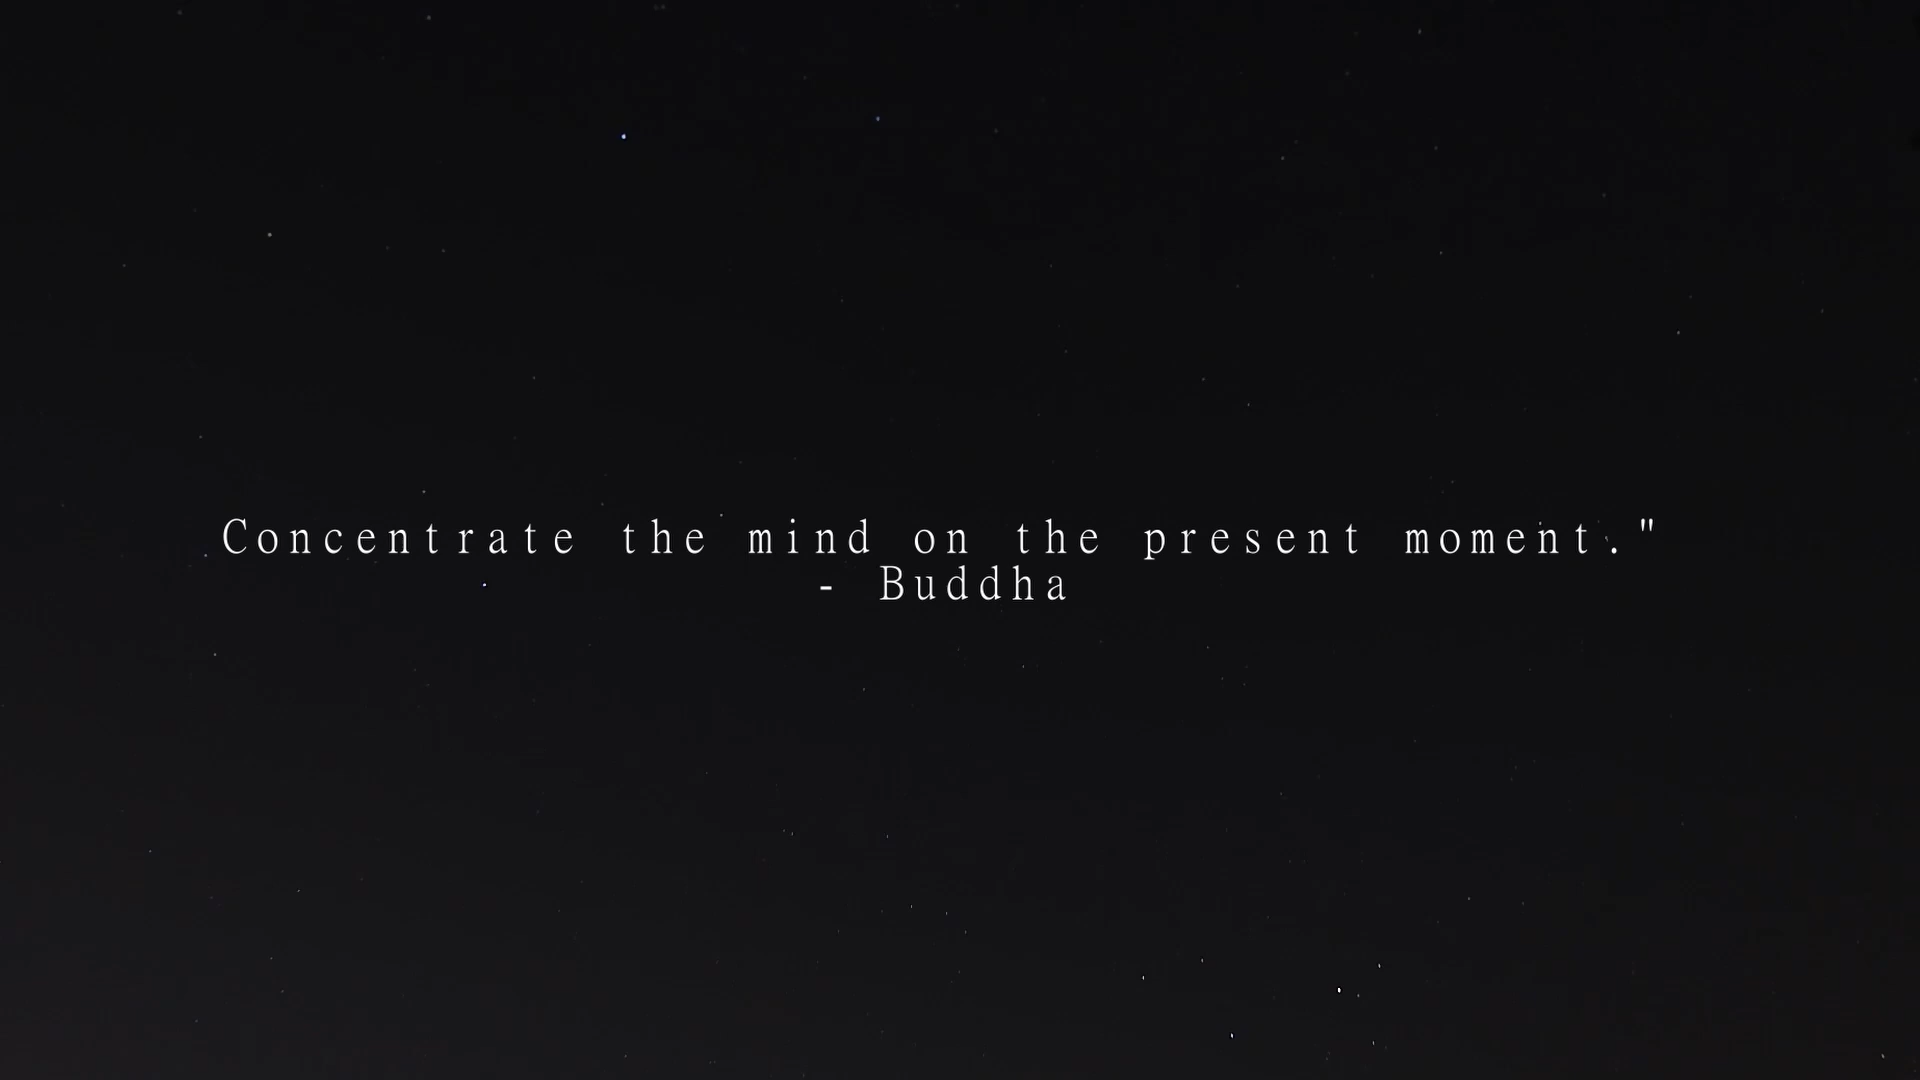 Concentrate the mind on the present moment."
- Buddha